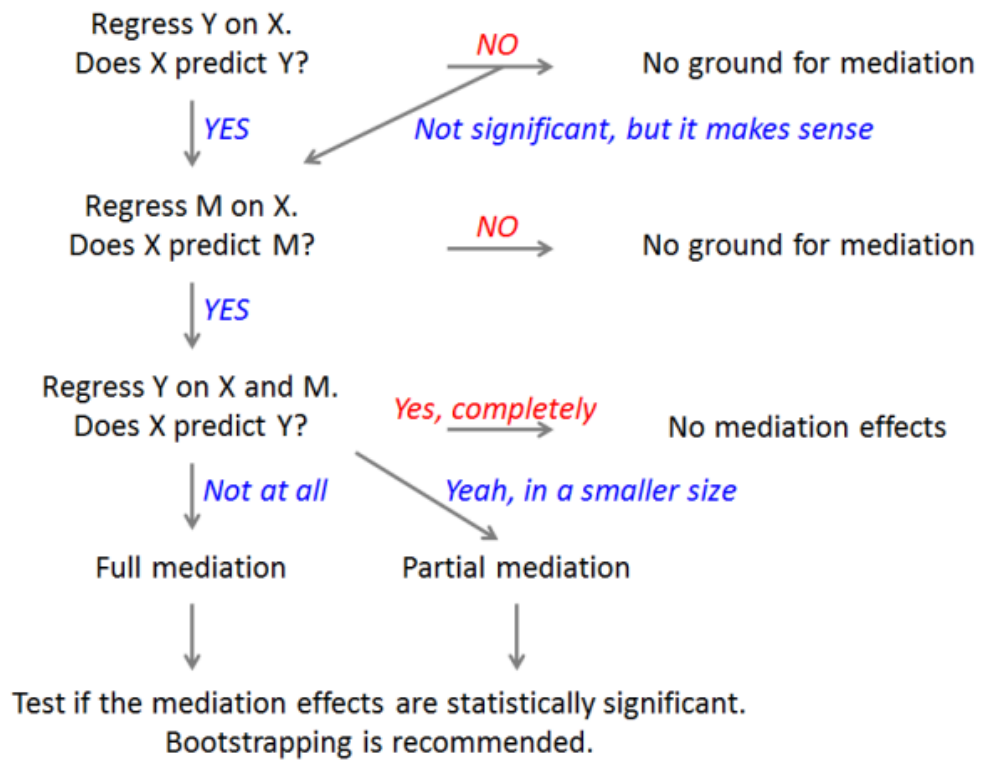 Regress Y on X.
Does X predict Y?
NO
No ground for mediation
YES
Not significant, but it makes sense
Regress M on X.
Does X predict M?
NO
No ground for mediation
YES
Regress Y on X and M.
Does X predict Y?
Yes, completely
No mediation effects
Not at all
Yeah, in a smaller size
Full mediation
Partial mediation
Test if the mediation effects are statistically significant.
Bootstrapping is recommended.